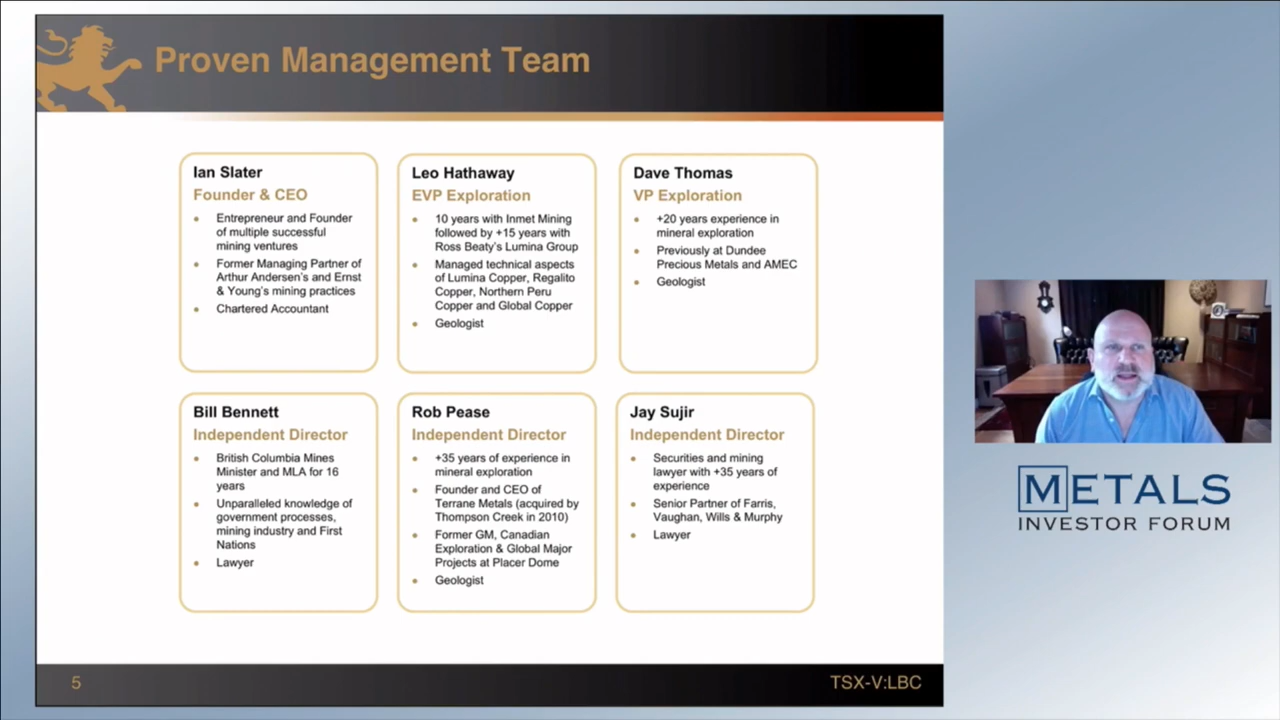 Proven Management Team
Ian Slater
Founder & CEO
• Entrepreneur and Founder
of multiple successful
mining ventures
• Former Managing Partner of
Arthur Andersen's and Ernst
& Young's mining practices
• Chartered Accountant
Leo Hathaway
EVP Exploration
• 10 years with Inmet Mining
followed by +15 years with
Ross Beaty's Lumina Group
• Managed technical aspects
of Lumina Copper, Regalito
Copper, Northern Peru
Copper and Global Copper
• Geologist
Dave Thomas
VP Exploration
• +20 years experience in
mineral exploration
• Previously at Dundee
Precious Metals and AMEC
• Geologist
Bill Bennett
Independent Director
• British Columbia Mines
Minister and MLA for 16
years
• Unparalleled knowledge of
government processes,
mining industry and First
Nations
• Lawyer
Rob Pease
Independent Director
• +35 years of experience in
mineral exploration
• Founder and CEO of
Terrane Metals (acquired by
Thompson Creek in 2010)
• Former GM, Canadian
Exploration & Global Major
Projects at Placer Dome
• Geologist
Jay Sujir
Independent Director
• Securities and mining
lawyer with +35 years of
experience
• Senior Partner of Farris,
Vaughan, Wills & Murphy
• Lawyer
5
TSX-V:LBC
METALS
INVESTOR FORUM